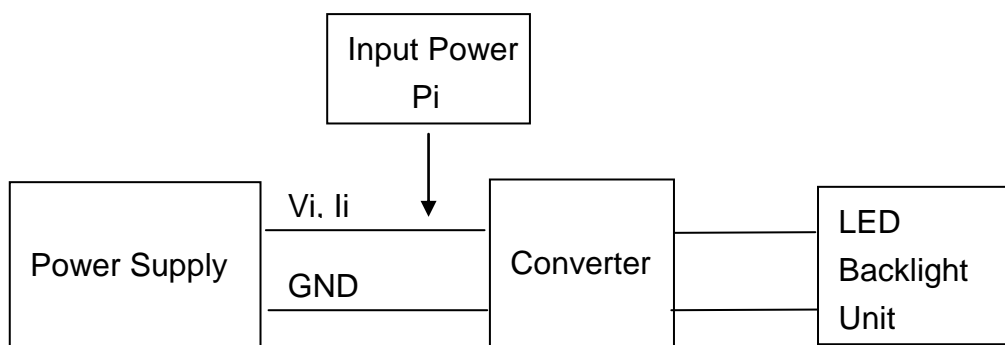 Input Power
Pi
Vi, Ii
GND
Power Supply
Converter
LED
Backlight
Unit